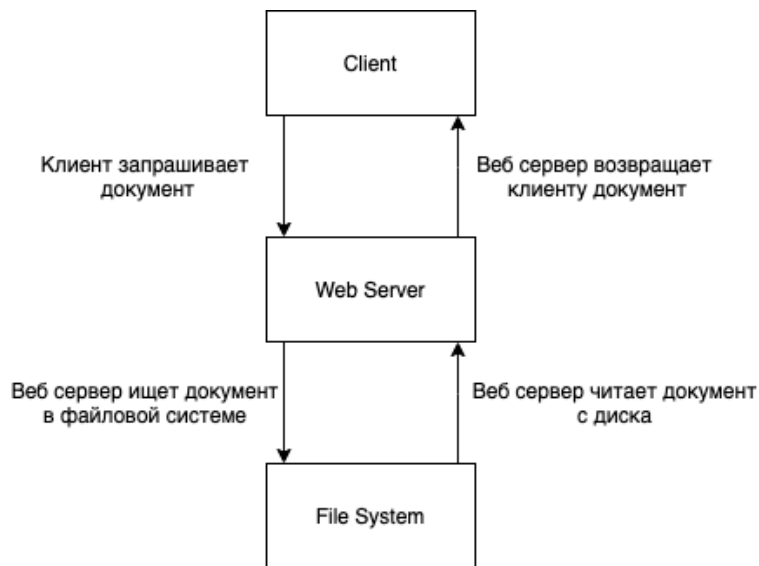 Client
Клиент запрашивает
документ
Веб сервер возвращает
клиенту документ
Web Server
Веб сервер ищет документ
в файловой системе
Веб сервер читает документ
с диска
File System